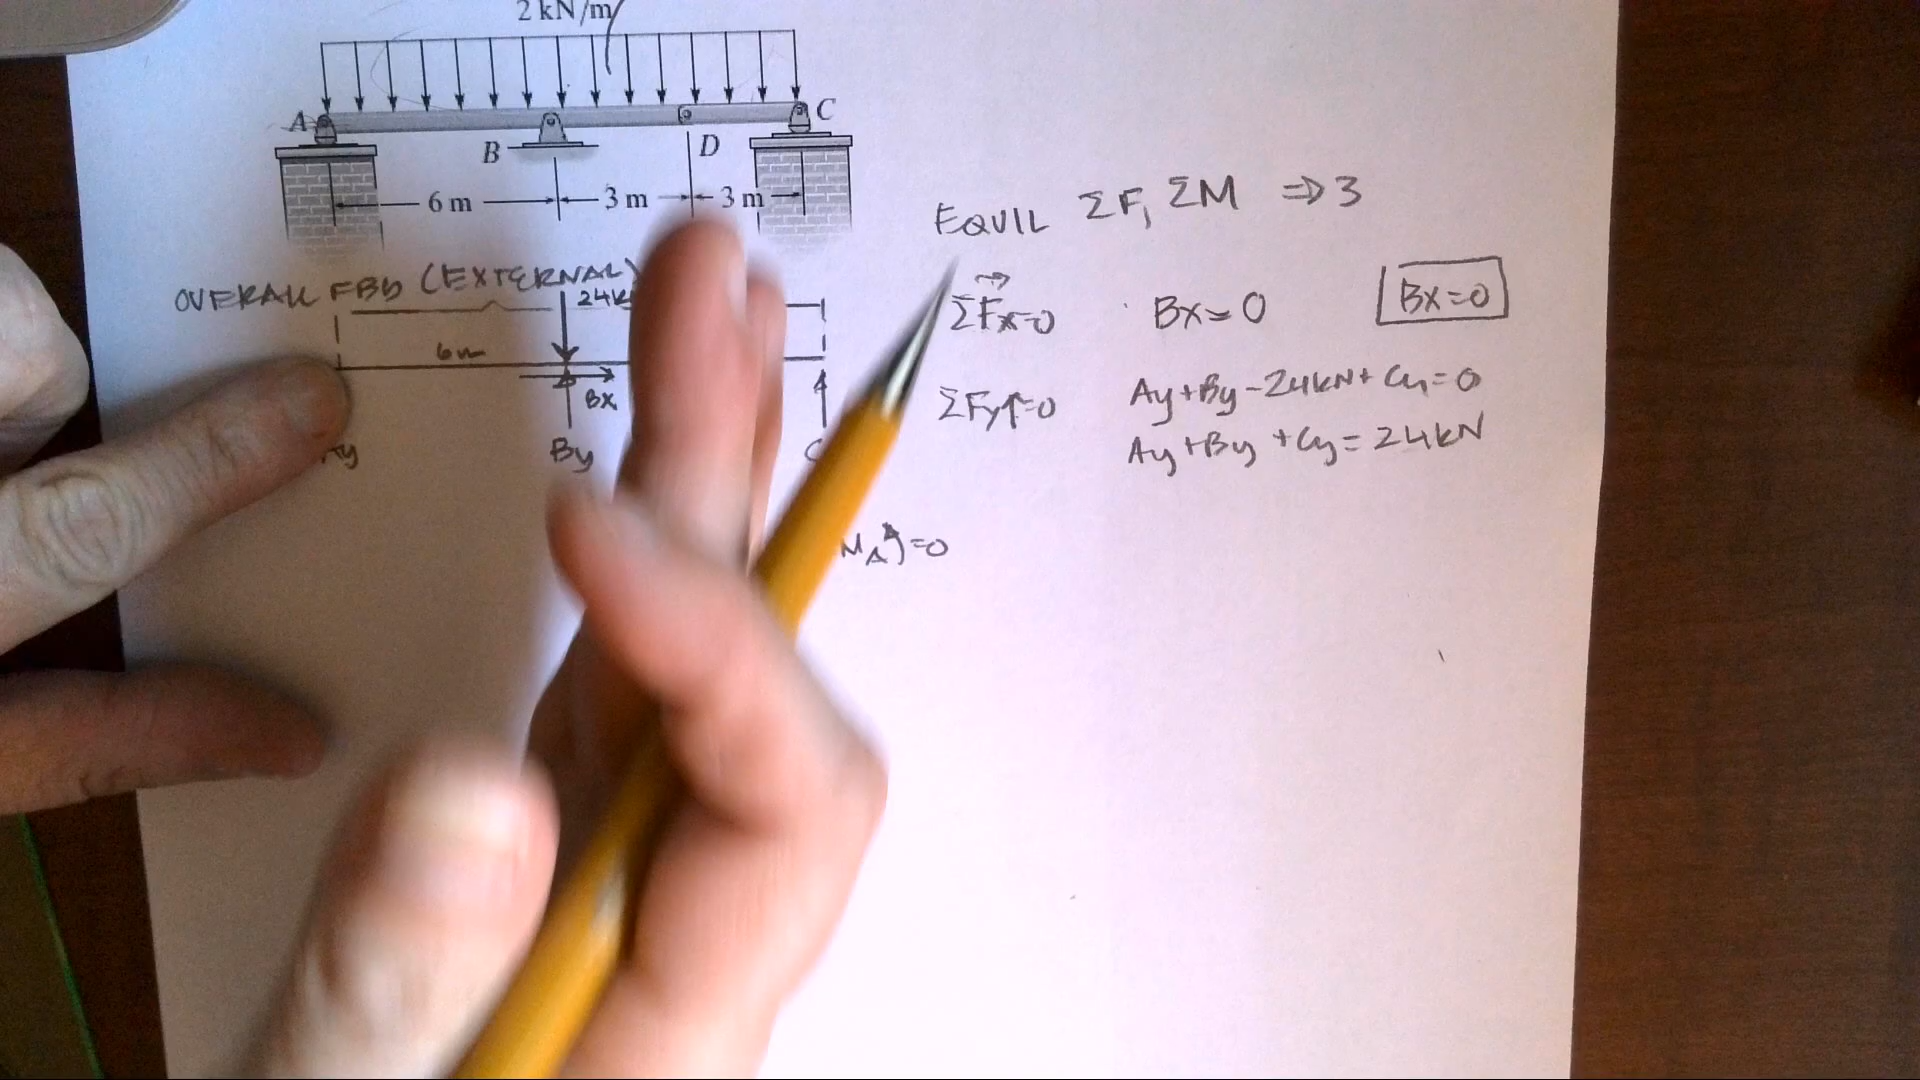 2 kN/m
A
C
B
D
6 m
3 m
3 m
EQUIL ΣF, ΣM ⇒ 3
OVERALL FBD (EXTERNAL)
24k
6m
Bx
By
ΣFx=0 Bx=0 Bx=0
ΣFy↑=0 Ay+By-24kN+Cy=0
Ay+By+Cy=24kN
MA)=0